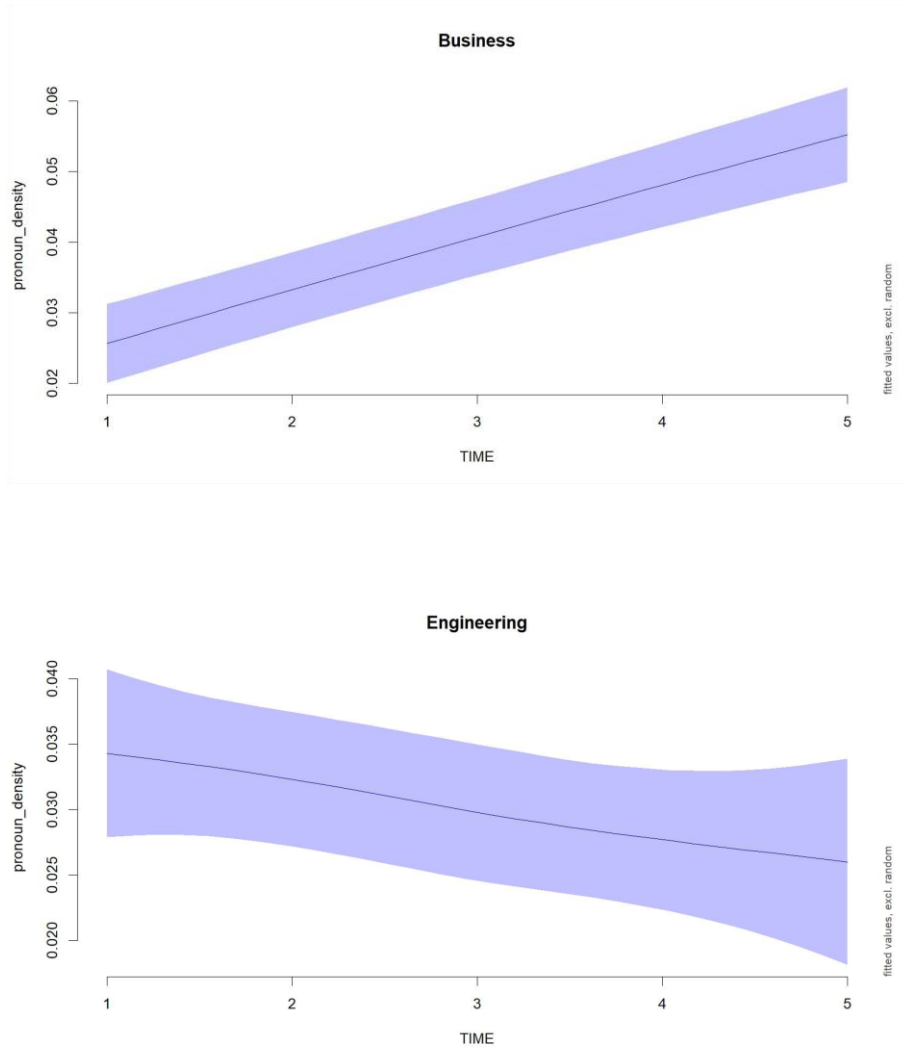 Business
0.06
0.05
0.04
0.03
0.02
pronoun_density
1 2 3 4 5
TIME
fitted values, excl. random
Engineering
0.040
0.035
0.030
0.025
0.020
pronoun_density
1 2 3 4 5
TIME
fitted values, excl. random